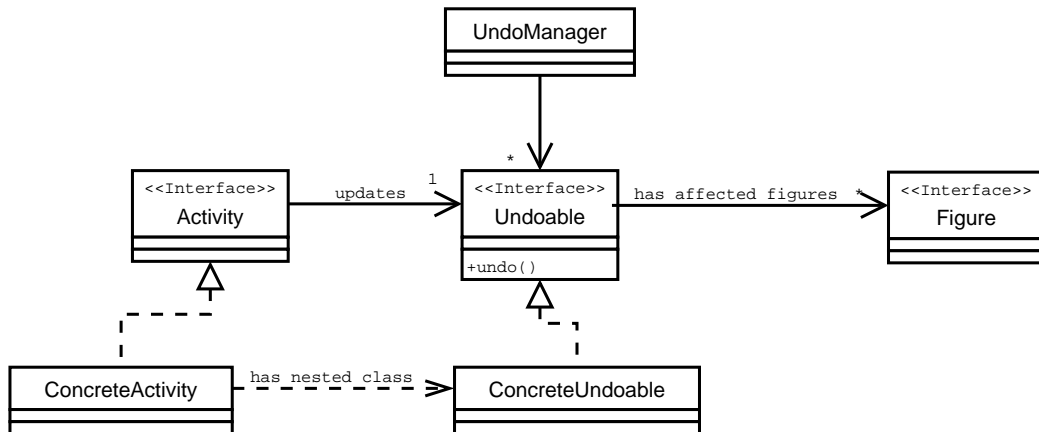 UndoManager
*
<<Interface>>
Activity
updates
1
<<Interface>>
Undoable
+undo()
has affected figures
*
<<Interface>>
Figure
ConcreteActivity
has nested class
ConcreteUndoable